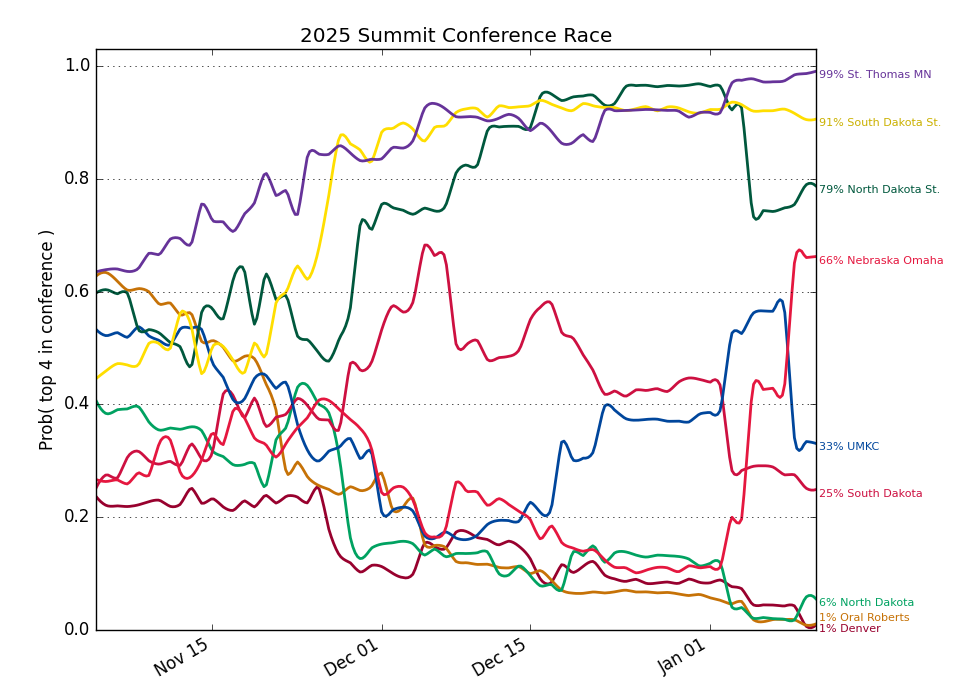 2025 Summit Conference Race
Prob( top 4 in conference )
1.0
0.8
0.6
0.4
0.2
0.0
Nov 15
Dec 01
Dec 15
Jan 01
99% St. Thomas MN
91% South Dakota St.
79% North Dakota St.
66% Nebraska Omaha
33% UMKC
25% South Dakota
6% North Dakota
1% Oral Roberts
1% Denver